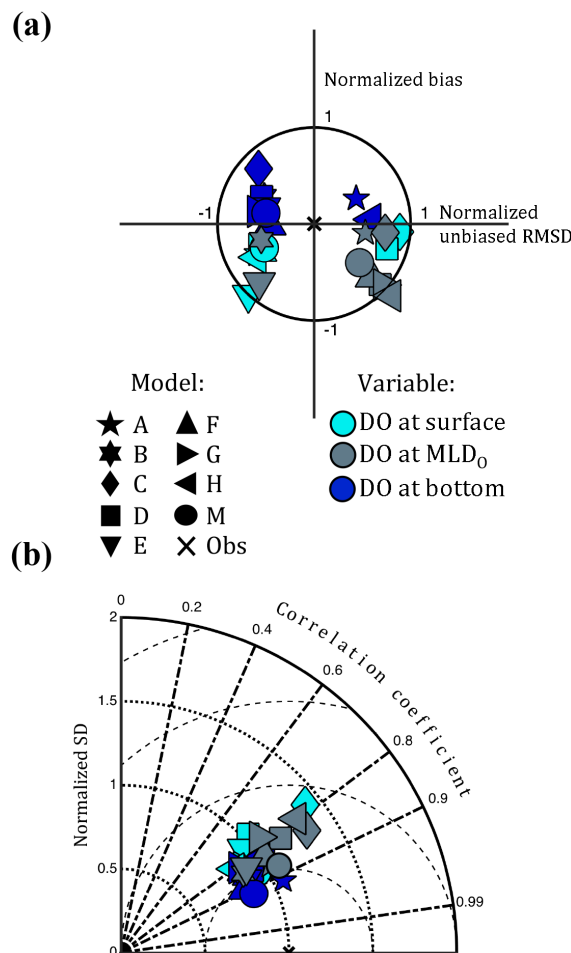 (a)
Normalized bias
1
-1
1
Normalized
unbiased RMSD
-1
Model:
Variable:
A
F
DO at surface
B
G
DO at MLD₀
C
H
DO at bottom
D
M
E
Obs
(b)
0
0.2
Correlation coefficient
2
0.4
0.6
1.5
0.8
Normalized SD
1
0.9
0.5
0.99
0